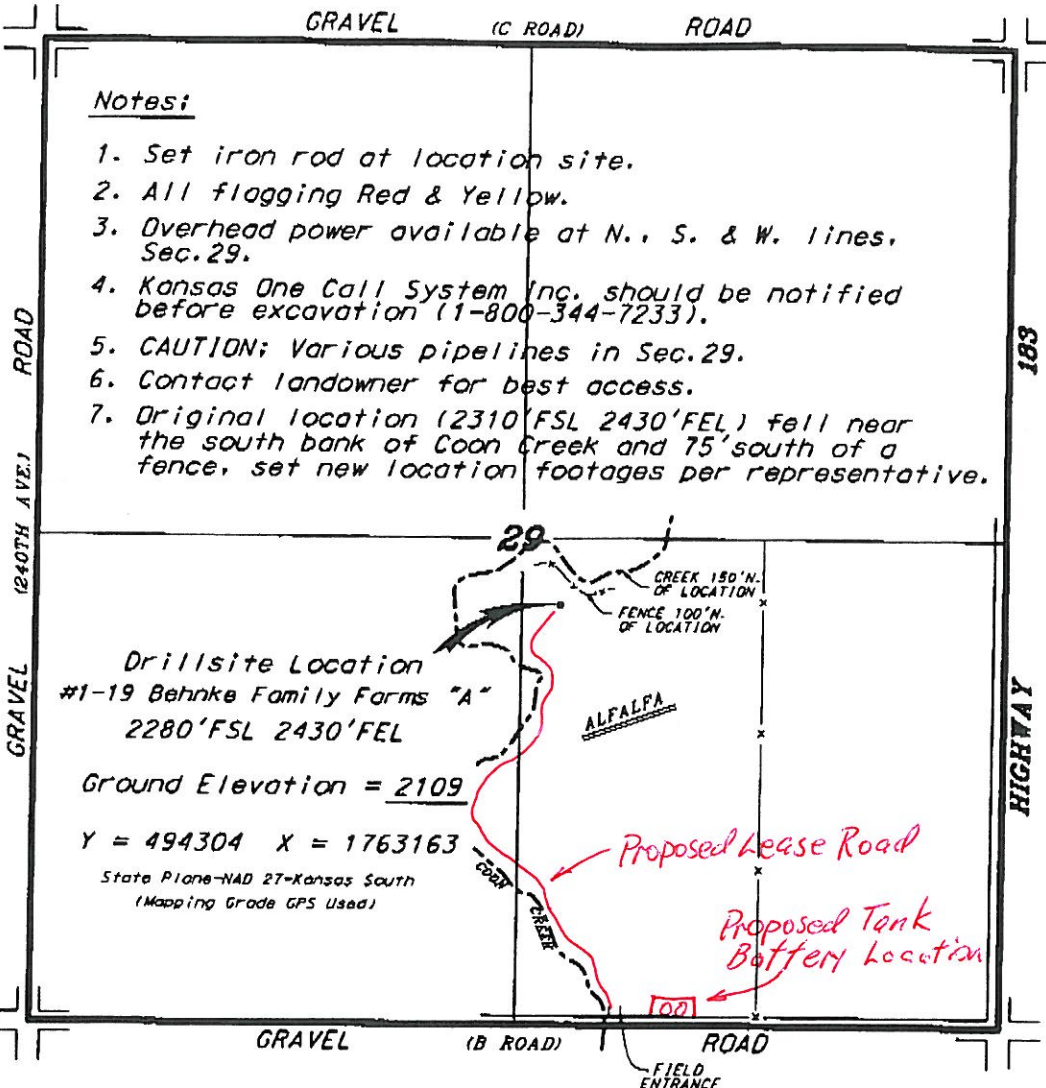 GRAVEL (C ROAD) ROAD
Notes:
1. Set iron rod at location site.
2. All flagging Red & Yellow.
3. Overhead power available at N., S. & W. lines,
Sec.29.
4. Kansas One Call System Inc. should be notified
before excavation (1-800-344-7233).
5. CAUTION: Various pipelines in Sec.29.
6. Contact landowner for best access.
7. Original location (2310'FSL 2430'FEL) fell near
the south bank of Coon Creek and 75'south of a
fence, set new location footages per representative.
GRAVEL (240TH AVE.) ROAD
HIGHWAY 183
29
CREEK 150'N.
OF LOCATION
FENCE 100'N.
OF LOCATION
Drillsite Location
#1-19 Behnke Family Farms "A"
2280'FSL 2430'FEL
ALFALFA
Ground Elevation = 2109
Y = 494304 X = 1763163
State Plane-NAD 27-Kansas South
(Mapping Grade GPS Used)
COON
CREEK
Proposed Lease Road
Proposed Tank
Battery Location
GRAVEL (B ROAD) ROAD
FIELD
ENTRANCE